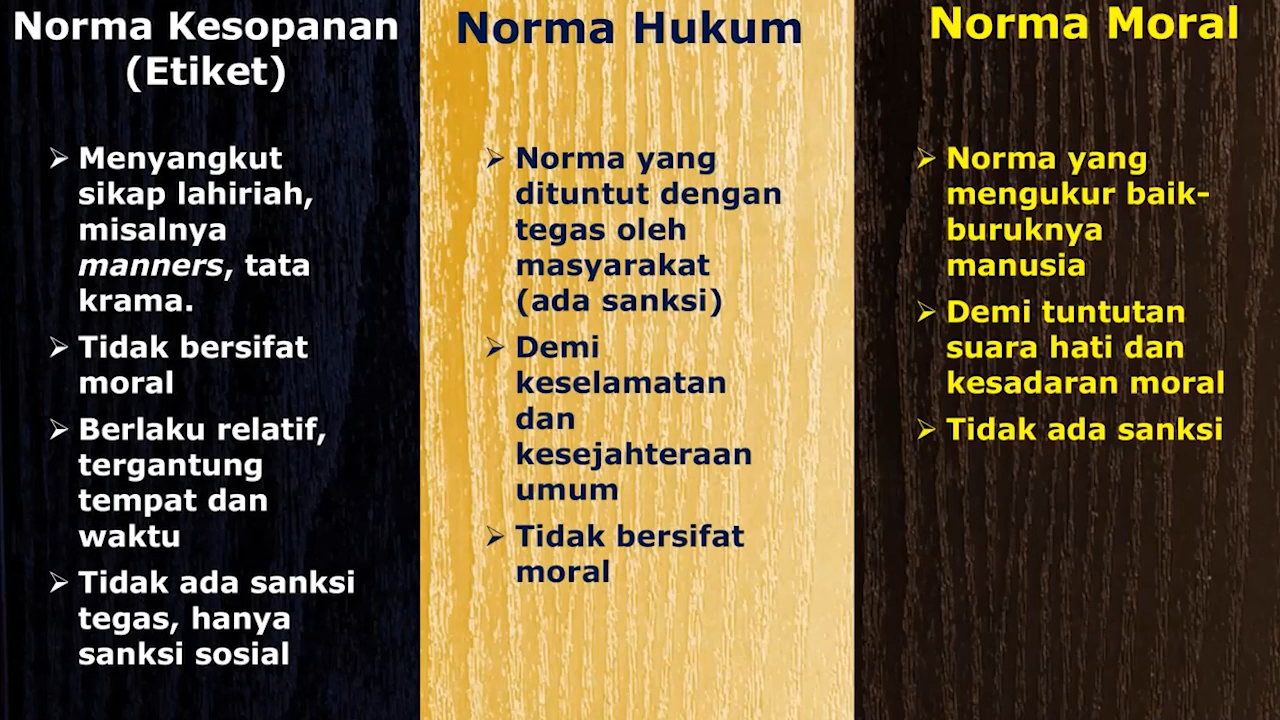 Norma Kesopanan
(Etiket)
➢ Menyangkut
sikap lahiriah,
misalnya
manners, tata
krama.
➢ Tidak bersifat
moral
➢ Berlaku relatif,
tergantung
tempat dan
waktu
➢ Tidak ada sanksi
tegas, hanya
sanksi sosial
Norma Hukum
➢ Norma yang
dituntut dengan
tegas oleh
masyarakat
(ada sanksi)
➢ Demi
keselamatan
dan
kesejahteraan
umum
➢ Tidak bersifat
moral
Norma Moral
➢ Norma yang
mengukur baik-
buruknya
manusia
➢ Demi tuntutan
suara hati dan
kesadaran moral
➢ Tidak ada sanksi